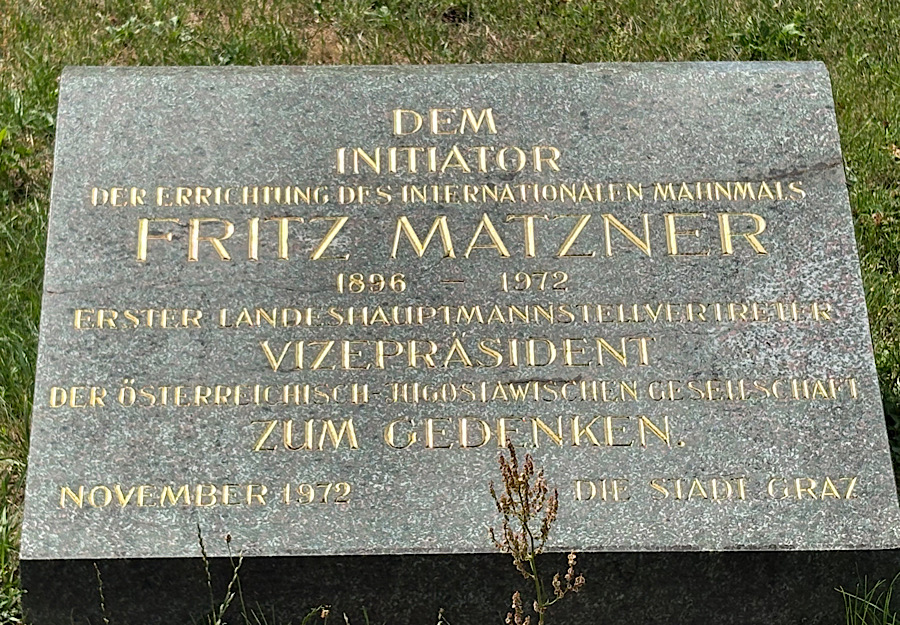 DEM
INITIATOR
DER ERRICHTUNG DES INTERNATIONALEN MAHNMALS
FRITZ MATZNER
1896 – 1972
ERSTER LANDESHAUPTMANNSTELLVERTRETER
VIZEPRÄSIDENT
DER ÖSTERREICHISCH-JUGOSLAWISCHEN GESELLSCHAFT
ZUM GEDENKEN.
NOVEMBER 1972 DIE STADT GRAZ